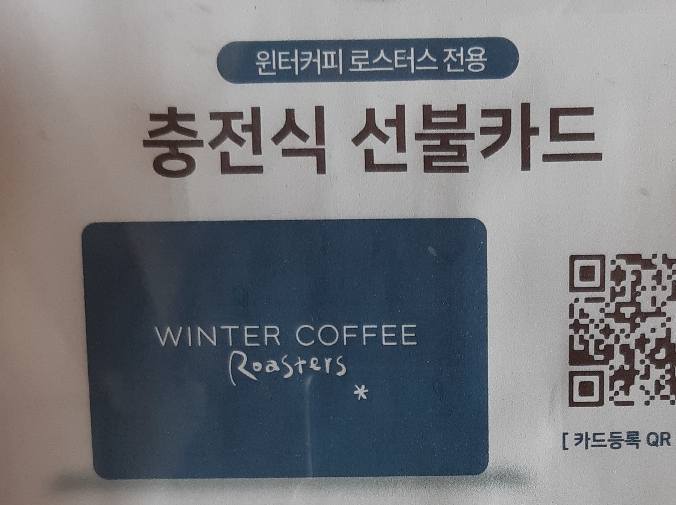 윈터커피 로스터스 전용
충전식 선불카드
WINTER COFFEE
Roasters
*
[ 카드등록 QR